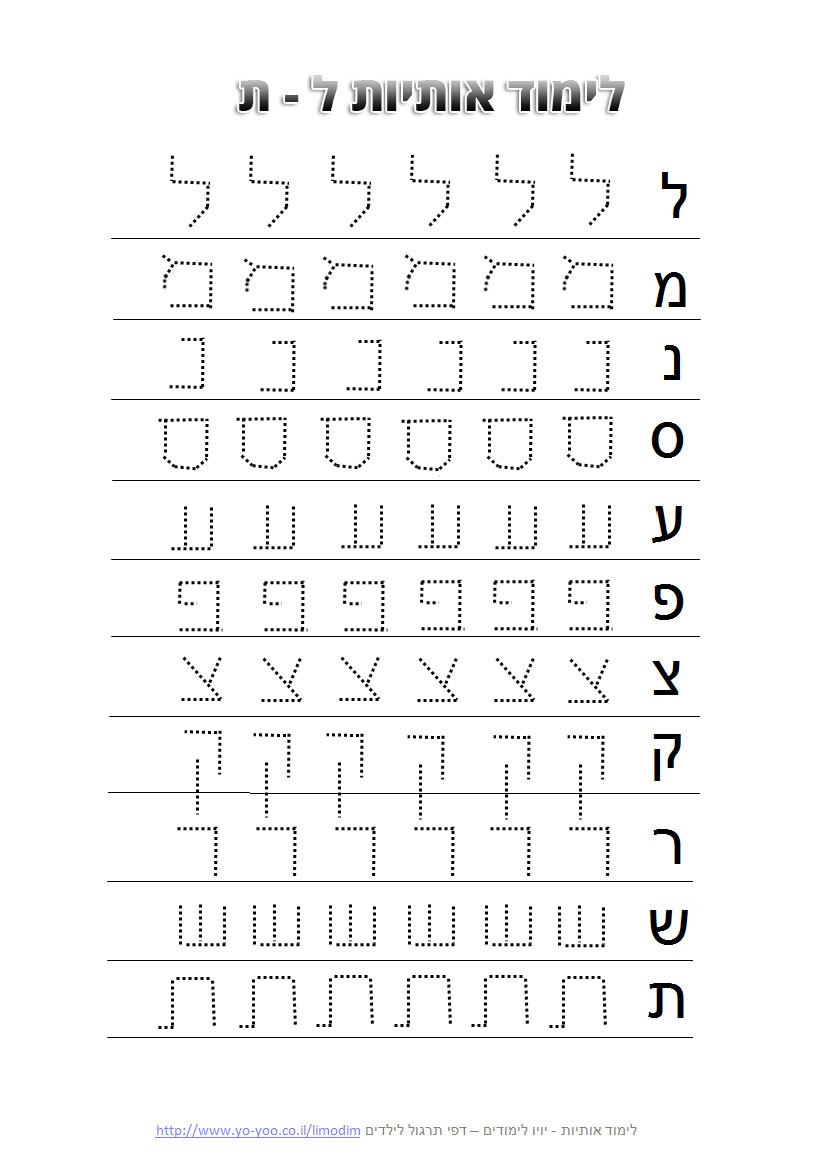 לימוד אותיות ל - ת
ל ל ל ל ל ל ל
מ מ מ מ מ מ מ
נ נ נ נ נ נ נ
ס ס ס ס ס ס ס
ע ע ע ע ע ע ע
פ פ פ פ פ פ פ
צ צ צ צ צ צ צ
ק ק ק ק ק ק ק
ר ר ר ר ר ר ר
ש ש ש ש ש ש ש
ת ת ת ת ת ת ת
לימוד אותיות - יויו לימודים – דפי תרגול לילדים http://www.yo-yoo.co.il/limodim